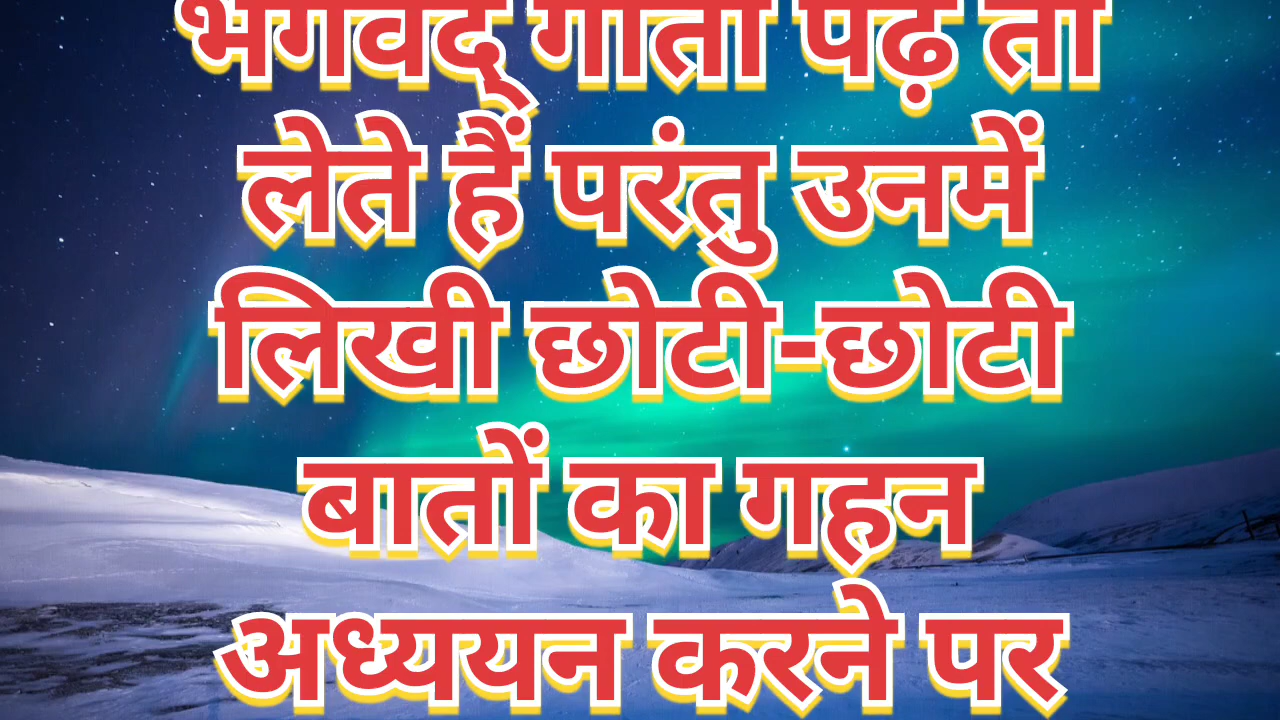 भगवद् गीता पढ़ तो
लेते हैं परंतु उनमें
लिखी छोटी-छोटी
बातों का गहन
अध्ययन करने पर